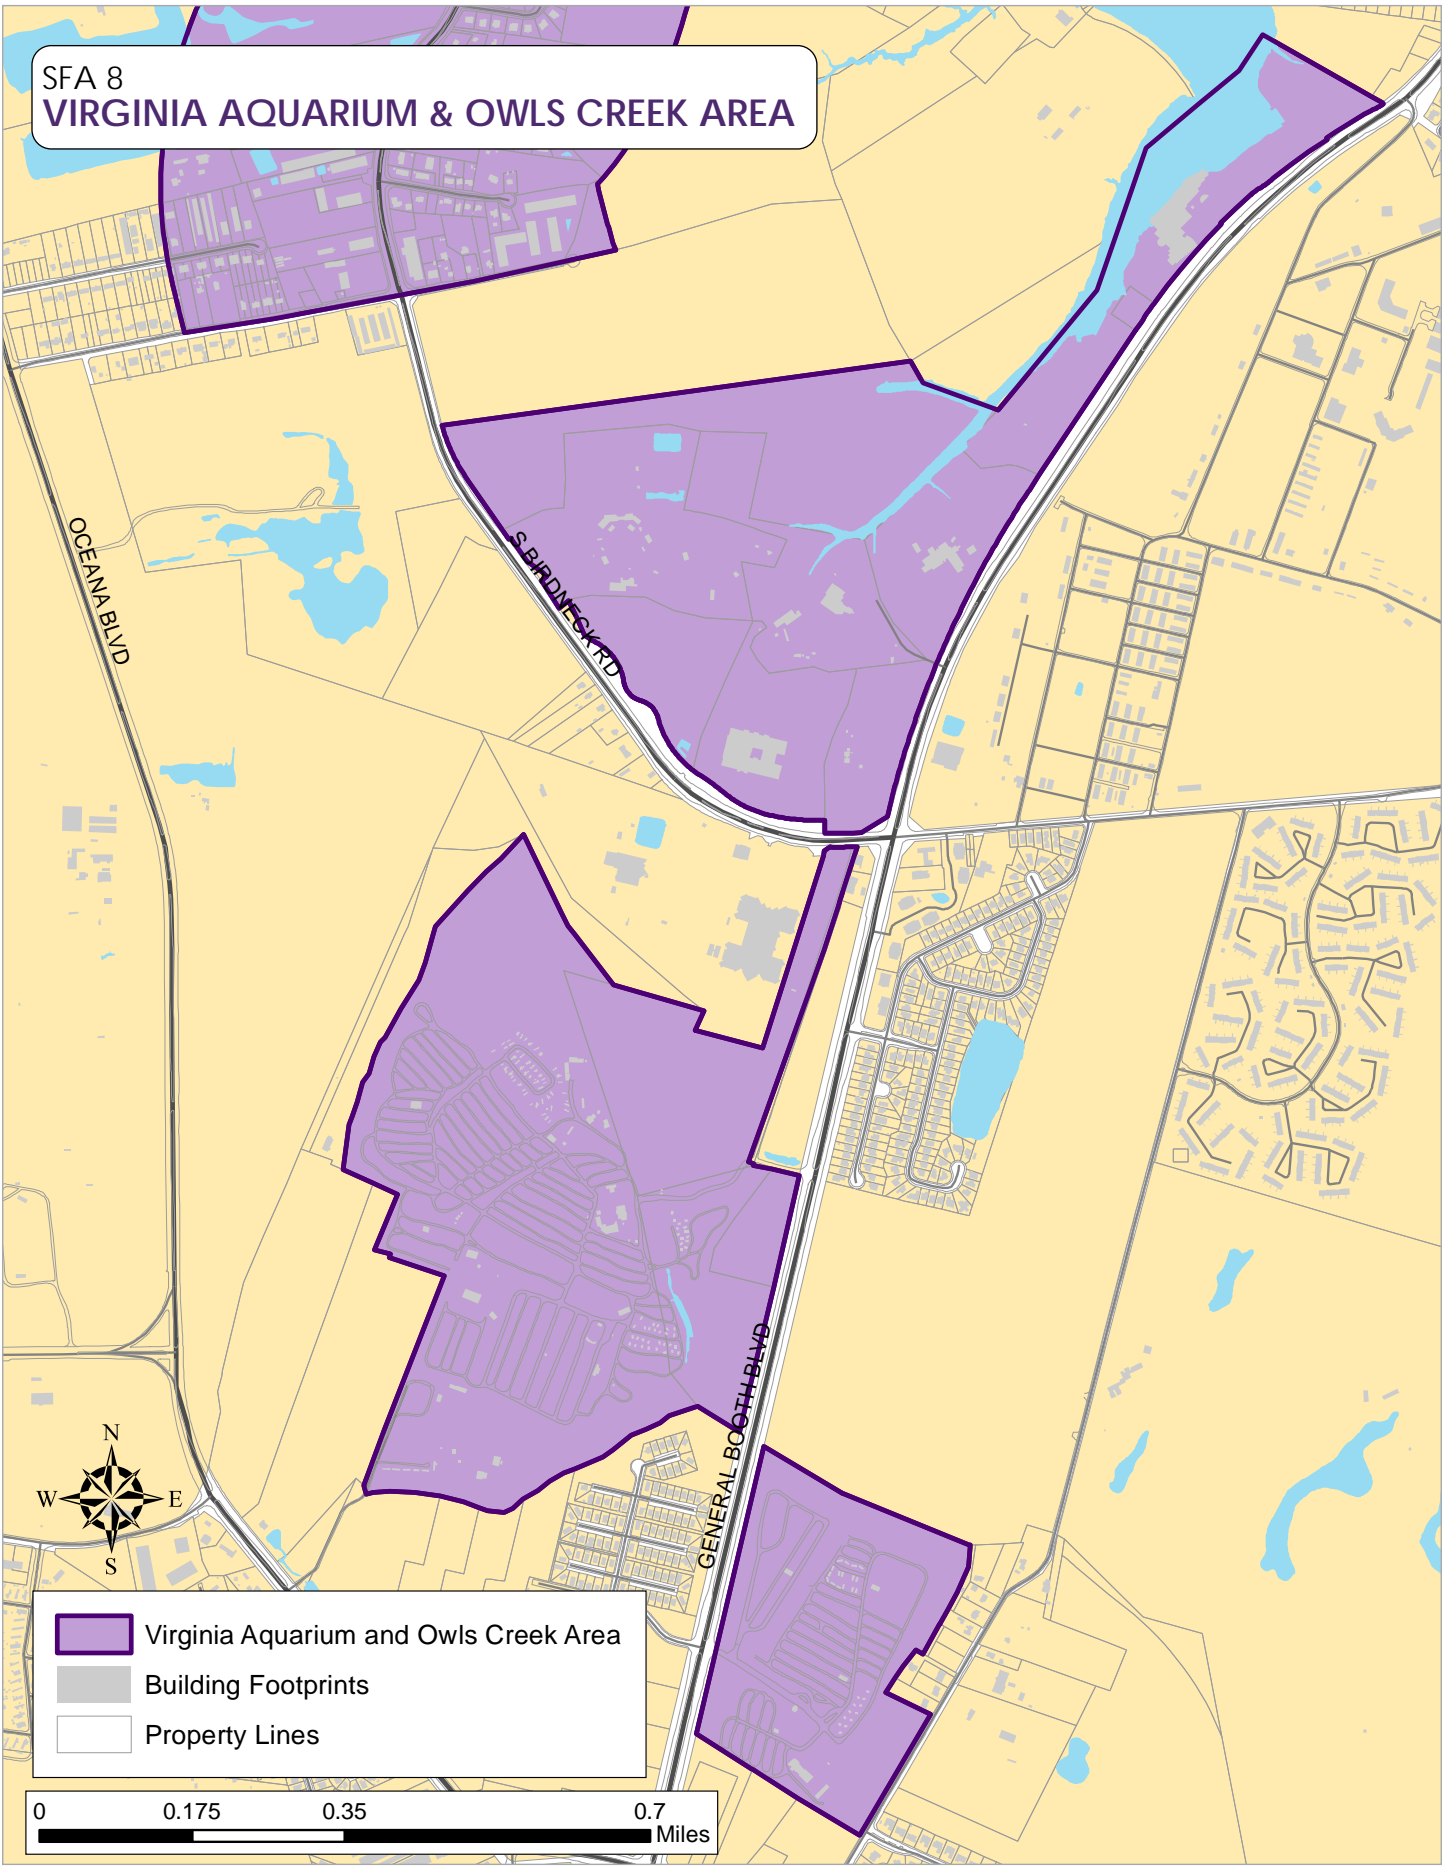 SFA 8
VIRGINIA AQUARIUM & OWLS CREEK AREA
OCEANA BLVD
S BIRDNECK RD
GENERAL BOOTH BLVD
N
W E
S
Virginia Aquarium and Owls Creek Area
Building Footprints
Property Lines
0 0.175 0.35 0.7
Miles